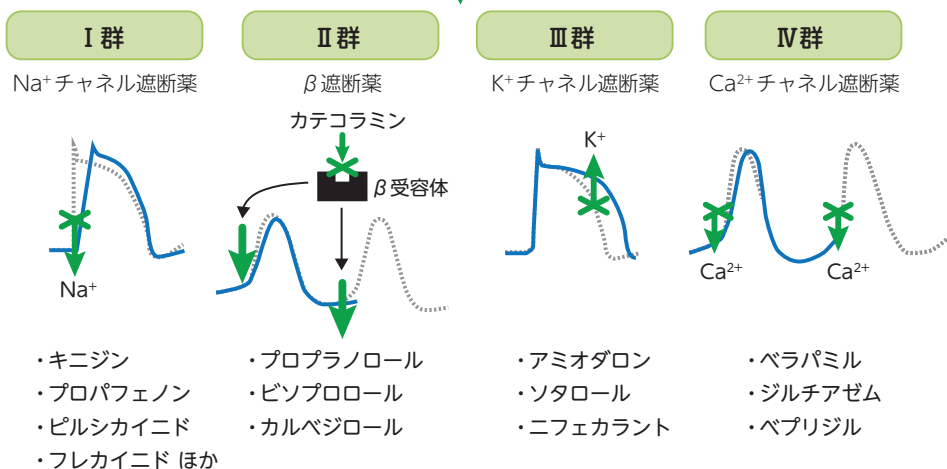 Ⅰ群
Na⁺チャネル遮断薬
Na⁺
・キニジン
・プロパフェノン
・ピルシカイニド
・フレカイニド ほか
Ⅱ群
β遮断薬
カテコラミン
β受容体
・プロプラノロール
・ビソプロロール
・カルベジロール
Ⅲ群
K⁺チャネル遮断薬
K⁺
・アミオダロン
・ソタロール
・ニフェカラント
Ⅳ群
Ca²⁺チャネル遮断薬
Ca²⁺
Ca²⁺
・ベラパミル
・ジルチアゼム
・ベプリジル